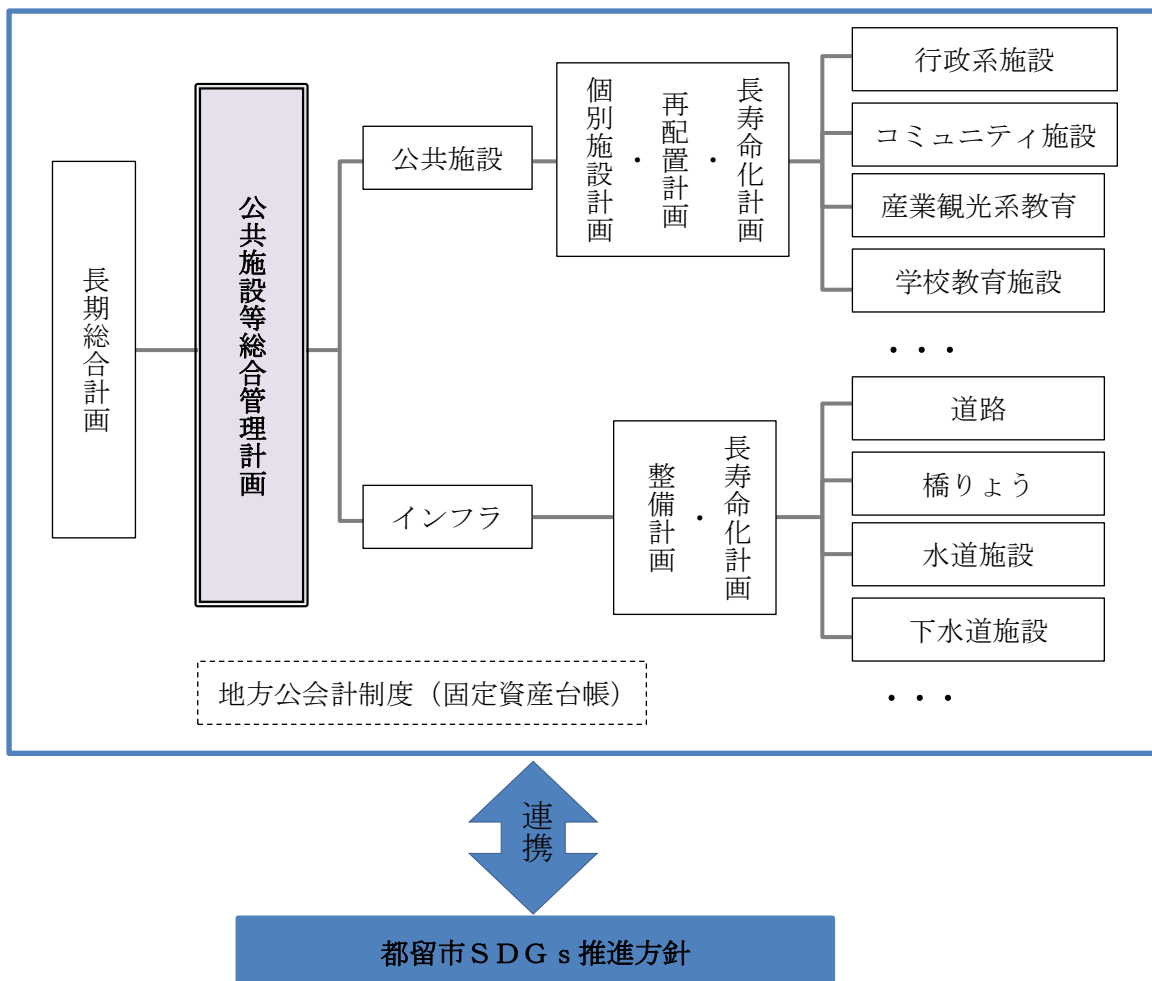 長期総合計画
公共施設等総合管理計画
公共施設
個別施設計画
・
再配置計画
・
長寿命化計画
行政系施設
コミュニティ施設
産業観光系教育
学校教育施設
・・・
インフラ
整備計画
・
長寿命化計画
道路
橋りょう
水道施設
下水道施設
・・・
地方公会計制度（固定資産台帳）
連携
都留市ＳＤＧｓ推進方針